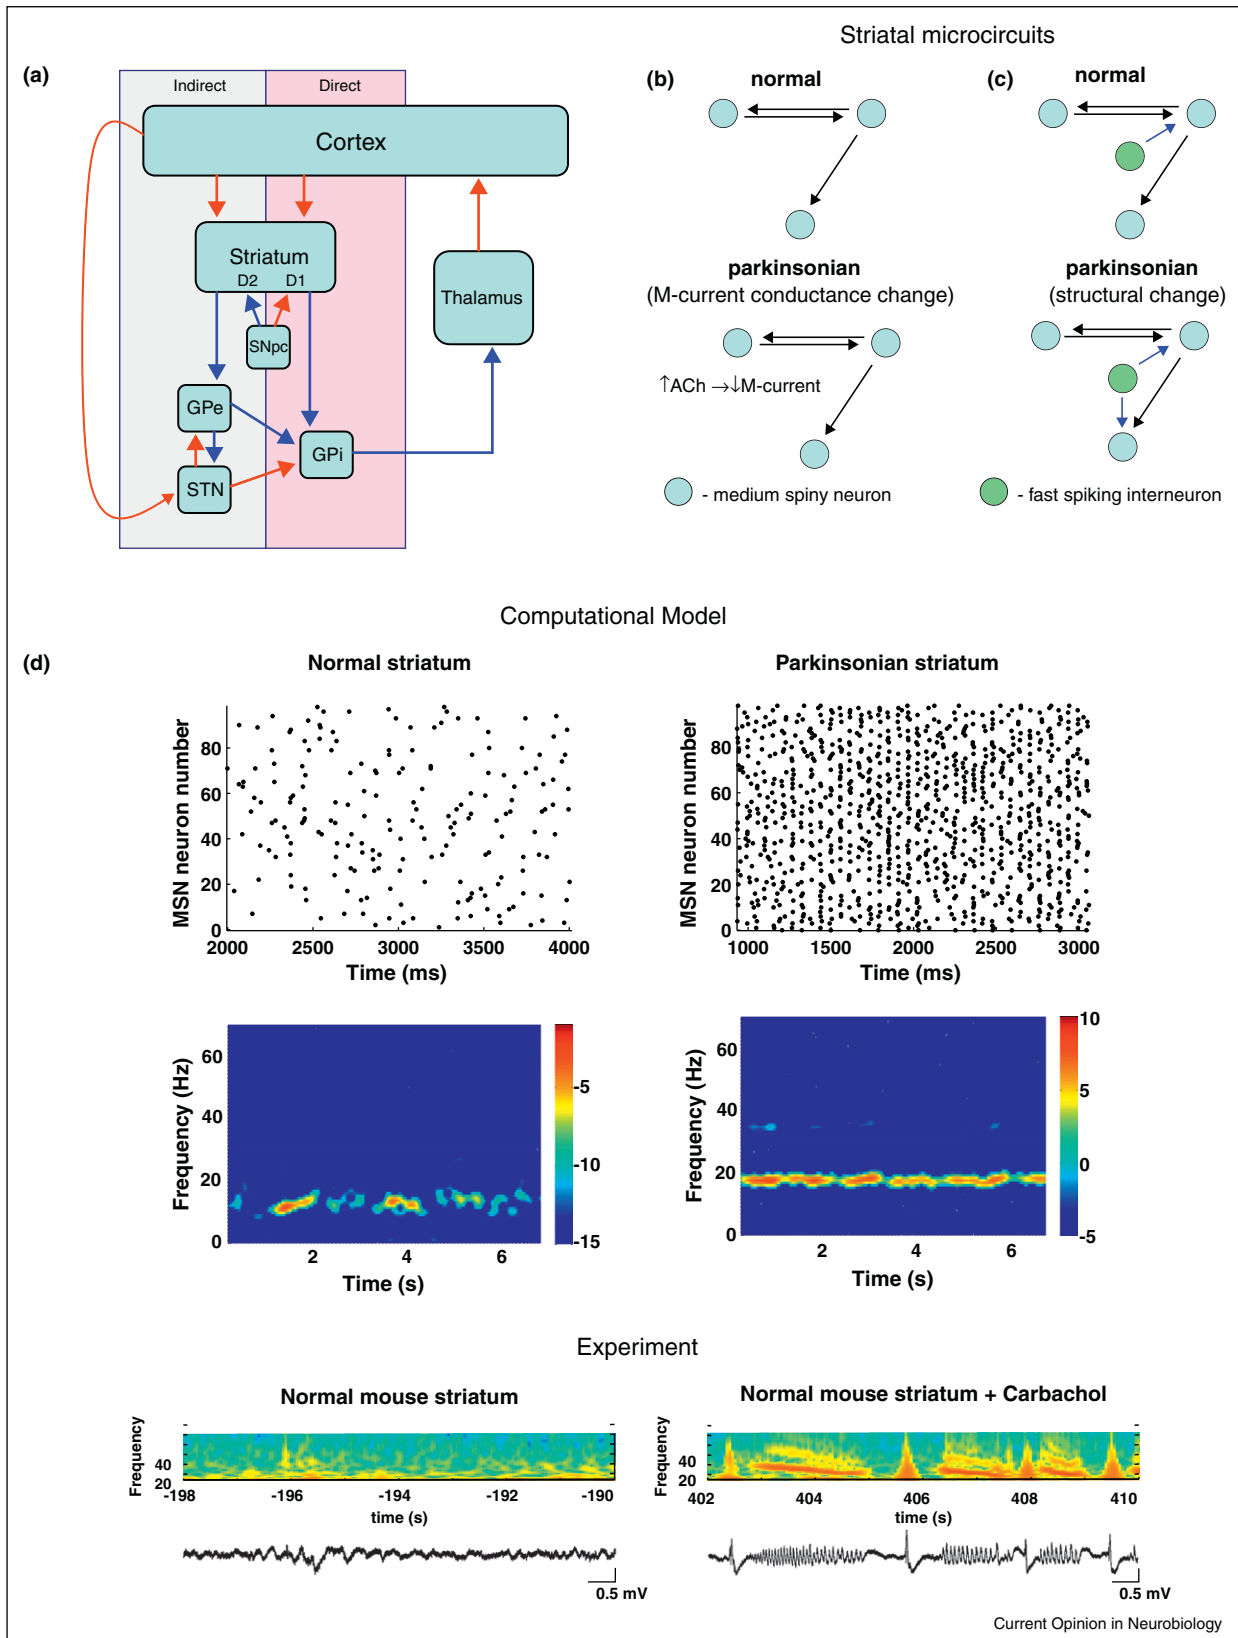 Striatal microcircuits
(a)
Indirect
Direct
Cortex
Striatum
D2
D1
SNpc
Thalamus
GPe
STN
GPi
(b)
normal
parkinsonian
(M-current conductance change)
↑ACh →↓M-current
- medium spiny neuron
(c)
normal
parkinsonian
(structural change)
- fast spiking interneuron
Computational Model
(d)
Normal striatum
MSN neuron number
80
60
40
20
0
2000 2500 3000 3500 4000
Time (ms)
Parkinsonian striatum
MSN neuron number
80
60
40
20
0
1000 1500 2000 2500 3000
Time (ms)
Frequency (Hz)
60
40
20
0
2 4 6
Time (s)
-5
-10
-15
Frequency (Hz)
60
40
20
0
2 4 6
Time (s)
10
5
0
-5
Experiment
Normal mouse striatum
Frequency
40
20
-198 -196 -194 -192 -190
time (s)
0.5 mV
Normal mouse striatum + Carbachol
Frequency
40
20
402 404 406 408 410
time (s)
0.5 mV
Current Opinion in Neurobiology